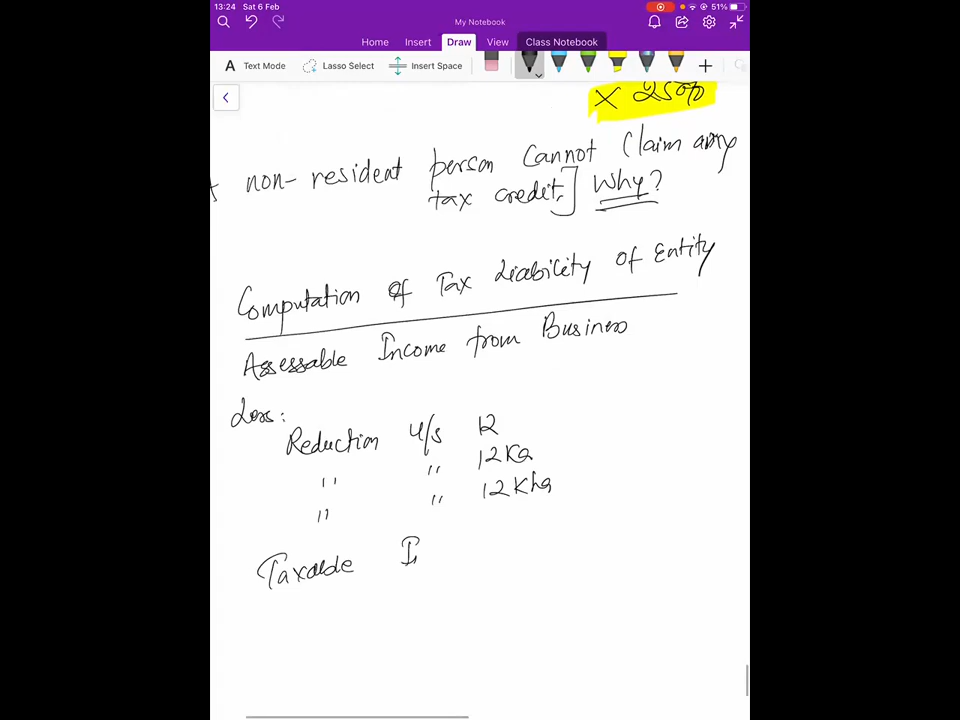 13:24 Sat 6 Feb
51%
My Notebook
Home Insert Draw View Class Notebook
Text Mode Lasso Select Insert Space
X 25%
non-resident person cannot claim any
tax credit.] Why?
Computation of Tax Liability of Entity
Assessable Income from Business
Less:
Reduction u/s 12
" " 12Ka
" " 12Kha
Taxable I